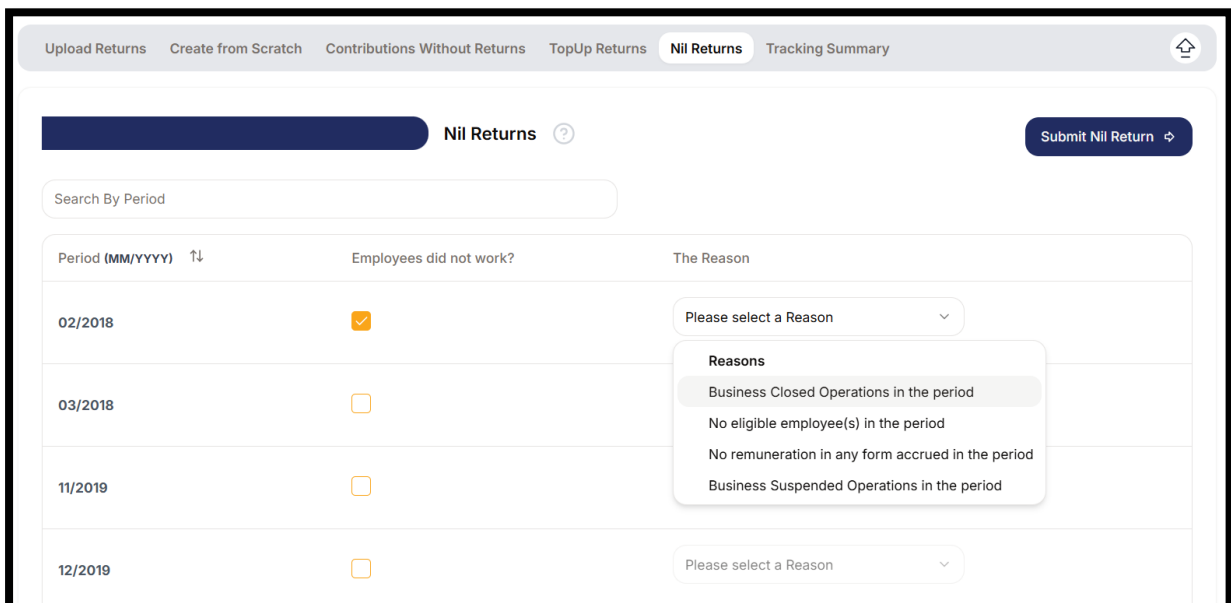 Upload Returns Create from Scratch Contributions Without Returns TopUp Returns Nil Returns Tracking Summary
Nil Returns ?
Submit Nil Return
Search By Period
Period (MM/YYYY) Employees did not work? The Reason
02/2018 Please select a Reason
Reasons
Business Closed Operations in the period
03/2018
No eligible employee(s) in the period
No remuneration in any form accrued in the period
11/2019
Business Suspended Operations in the period
12/2019 Please select a Reason